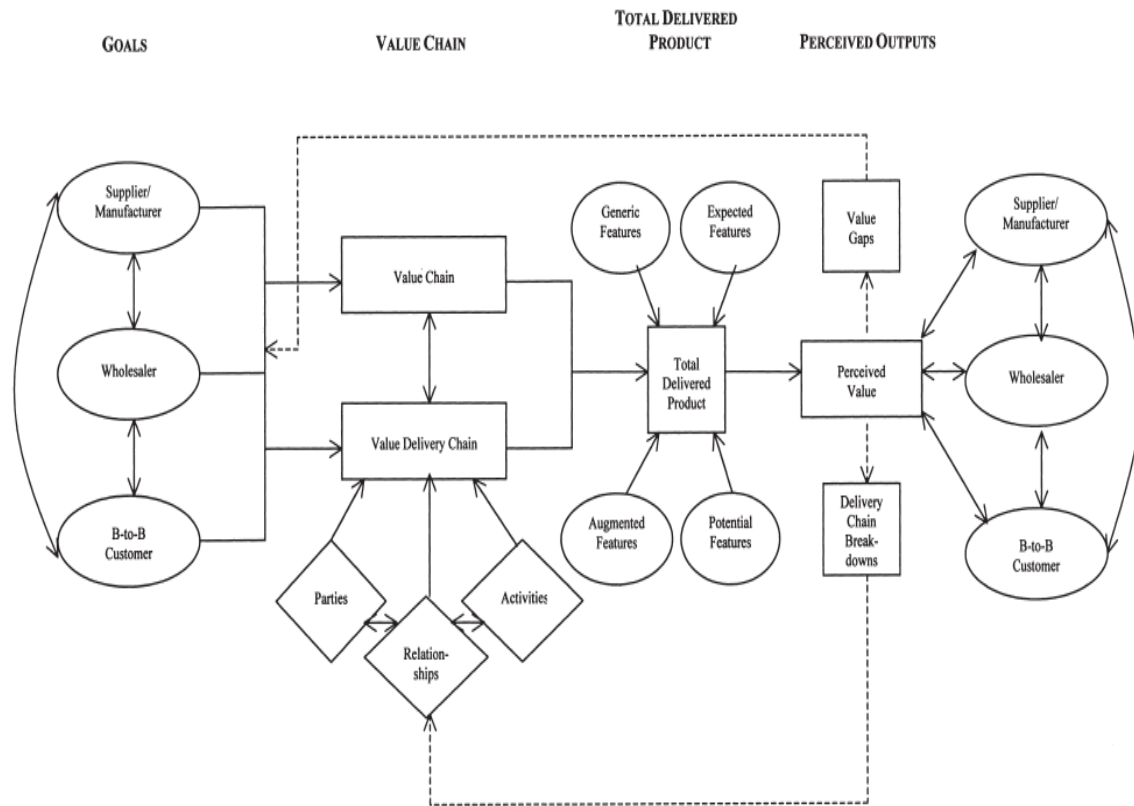 GOALS
VALUE CHAIN
TOTAL DELIVERED
PRODUCT
PERCEIVED OUTPUTS
Supplier/
Manufacturer
Wholesaler
B-to-B
Customer
Value Chain
Value Delivery Chain
Parties
Relation-
ships
Activities
Generic
Features
Expected
Features
Total
Delivered
Product
Augmented
Features
Potential
Features
Value
Gaps
Perceived
Value
Delivery
Chain
Break-
downs
Supplier/
Manufacturer
Wholesaler
B-to-B
Customer